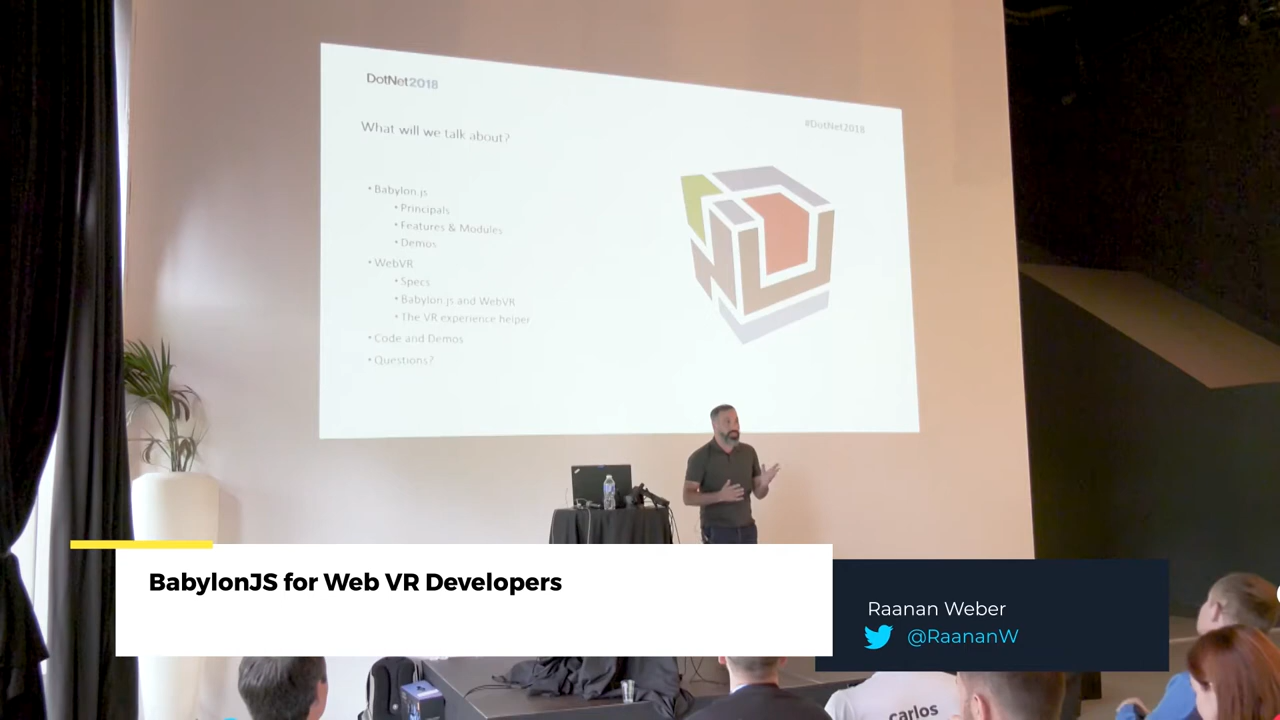 DotNet2018
#DotNet2018
What will we talk about?
• Babylon.js
• Principals
• Features & Modules
• Demos
• WebVR
• Specs
• Babylon.js and WebVR
• The VR experience helper
• Code and Demos
• Questions?
BabylonJS for Web VR Developers
Raanan Weber
@RaananW
carlos